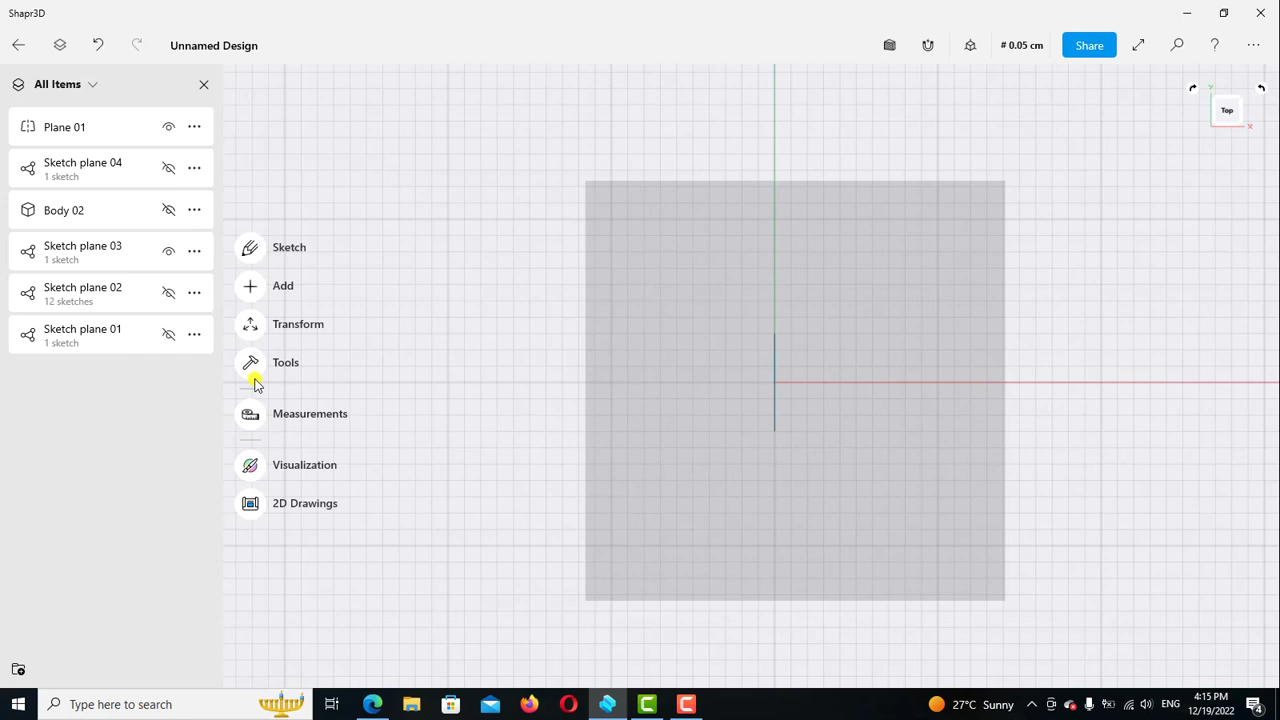 Shapr3D
Unnamed Design
# 0.05 cm
Share
All Items
Plane 01
Sketch plane 04
1 sketch
Body 02
Sketch plane 03
1 sketch
Sketch plane 02
12 sketches
Sketch plane 01
1 sketch
Sketch
Add
Transform
Tools
Measurements
Visualization
2D Drawings
Y
Top
X
Type here to search
27°C Sunny
ENG
4:15 PM
12/19/2022
4